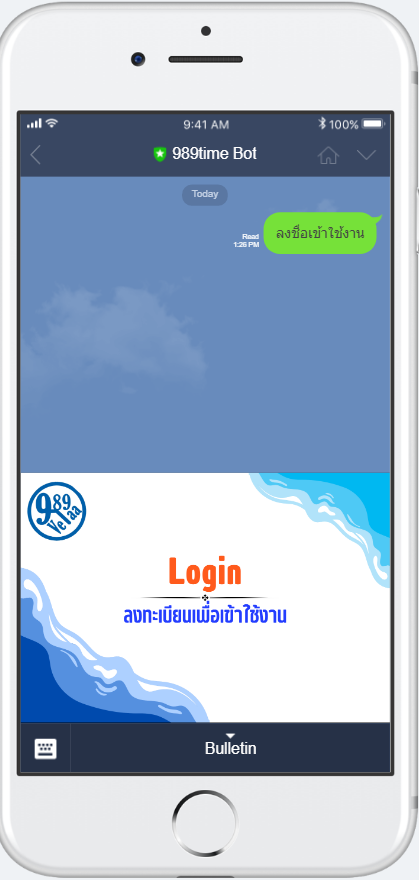 9:41 AM
100%
989time Bot
Today
Read
1:26 PM
ลงชื่อเข้าใช้งาน
989
Velaa
Login
ลงทะเบียนเพื่อเข้าใช้งาน
Bulletin